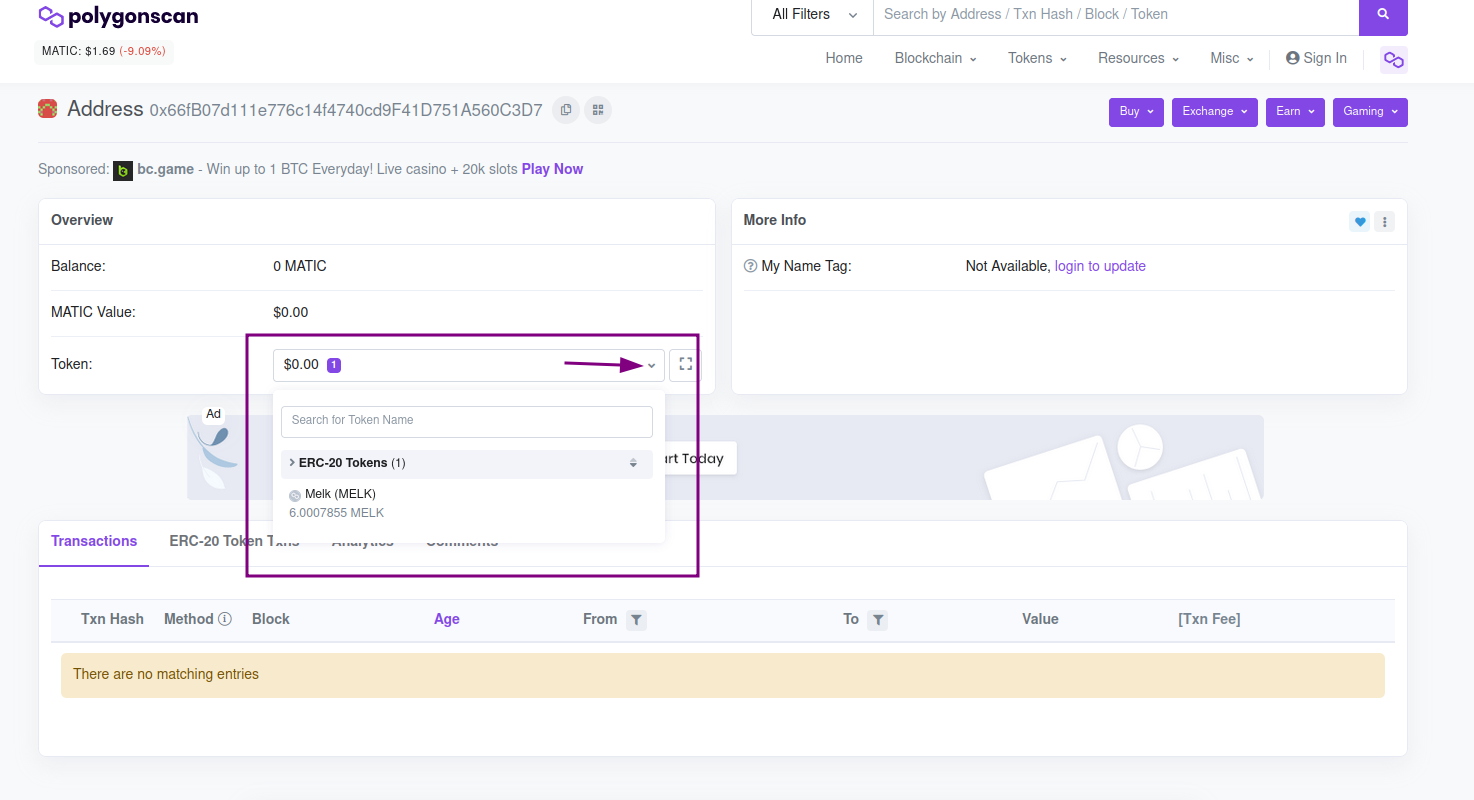 polygonscan
All Filters
Search by Address / Txn Hash / Block / Token
MATIC: $1.69 (-9.09%)
Home Blockchain Tokens Resources Misc Sign In
Address 0x66fB07d111e776c14f4740cd9F41D751A560C3D7
Buy Exchange Earn Gaming
Sponsored: bc.game - Win up to 1 BTC Everyday! Live casino + 20k slots Play Now
Overview
Balance: 0 MATIC
MATIC Value: $0.00
Token: $0.00 1
More Info
My Name Tag: Not Available, login to update
Ad
Search for Token Name
ERC-20 Tokens (1)
Melk (MELK)
6.0007855 MELK
Today
Transactions ERC-20 Token Txns Analytics Comments
Txn Hash Method Block Age From To Value [Txn Fee]
There are no matching entries